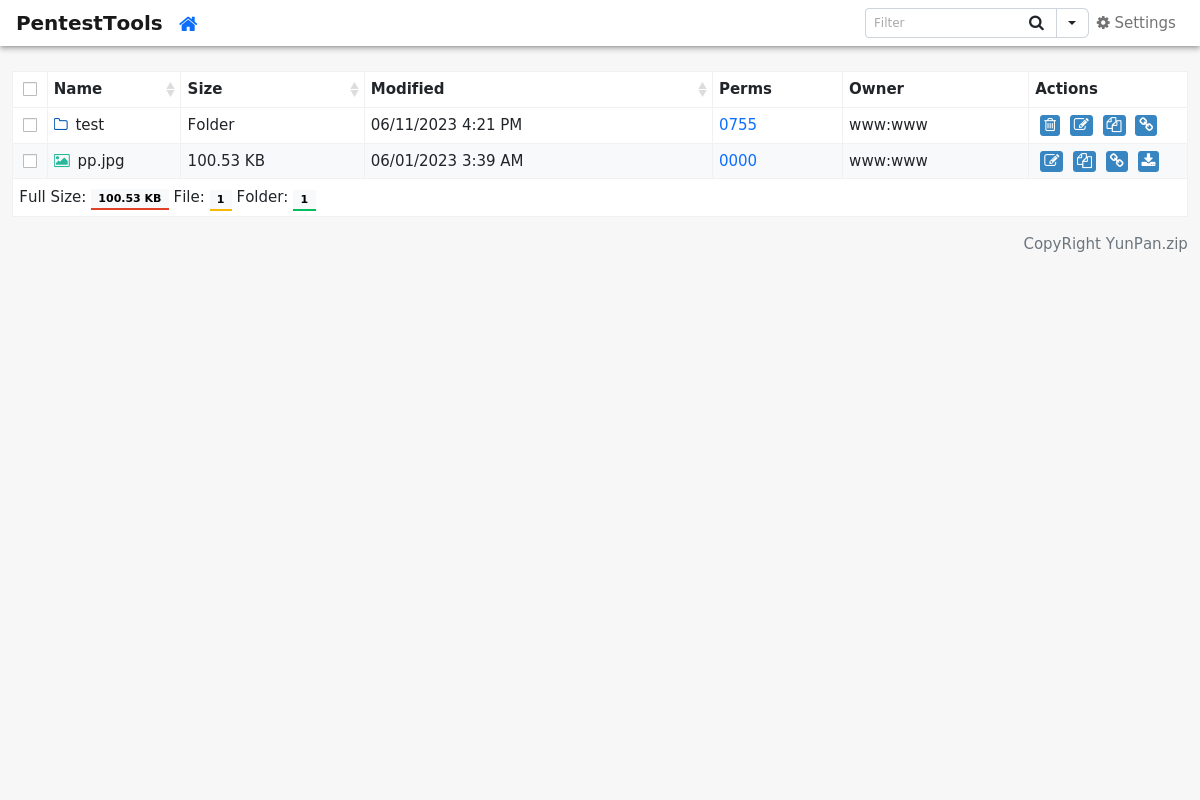 PentestTools Filter Settings
Name Size Modified Perms Owner Actions
test Folder 06/11/2023 4:21 PM 0755 www:www
pp.jpg 100.53 KB 06/01/2023 3:39 AM 0000 www:www
Full Size: 100.53 KB File: 1 Folder: 1
CopyRight YunPan.zip